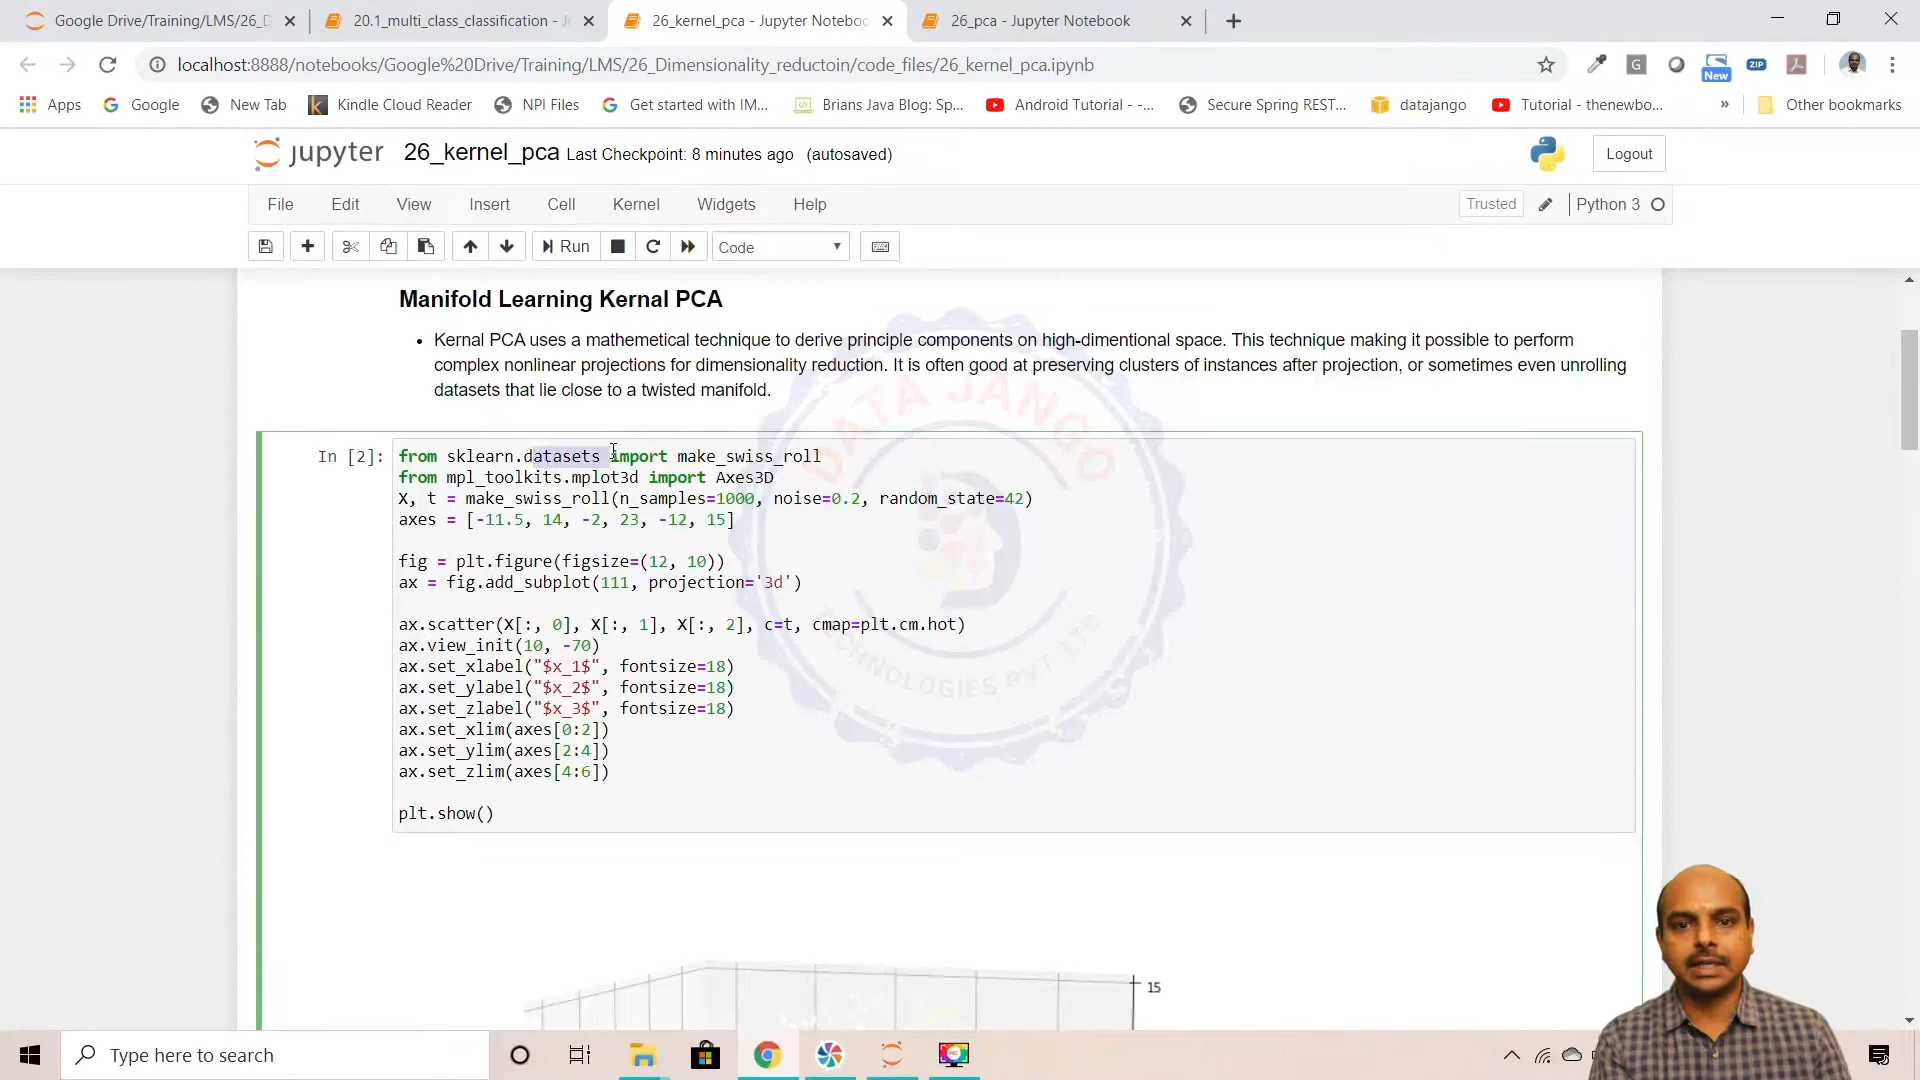 Google Drive/Training/LMS/26_D
20.1_multi_class_classification - J
26_kernel_pca - Jupyter Notebook
26_pca - Jupyter Notebook
localhost:8888/notebooks/Google%20Drive/Training/LMS/26_Dimensionality_reductoin/code_files/26_kernel_pca.ipynb
G
New
ZIP
Apps
Google
New Tab
Kindle Cloud Reader
NPI Files
Get started with IM...
Brians Java Blog: Sp...
Android Tutorial - -...
Secure Spring REST...
datajango
Tutorial - thenewbo...
»
Other bookmarks
jupyter
26_kernel_pca Last Checkpoint: 8 minutes ago (autosaved)
Logout
File Edit View Insert Cell Kernel Widgets Help
Trusted
Python 3
Run
Code
Manifold Learning Kernal PCA
• Kernal PCA uses a mathemetical technique to derive principle components on high-dimentional space. This technique making it possible to perform
complex nonlinear projections for dimensionality reduction. It is often good at preserving clusters of instances after projection, or sometimes even unrolling
datasets that lie close to a twisted manifold.
In [2]:
from sklearn.datasets import make_swiss_roll
from mpl_toolkits.mplot3d import Axes3D
X, t = make_swiss_roll(n_samples=1000, noise=0.2, random_state=42)
axes = [-11.5, 14, -2, 23, -12, 15]
fig = plt.figure(figsize=(12, 10))
ax = fig.add_subplot(111, projection='3d')
ax.scatter(X[:, 0], X[:, 1], X[:, 2], c=t, cmap=plt.cm.hot)
ax.view_init(10, -70)
ax.set_xlabel("$x_1$", fontsize=18)
ax.set_ylabel("$x_2$", fontsize=18)
ax.set_zlabel("$x_3$", fontsize=18)
ax.set_xlim(axes[0:2])
ax.set_ylim(axes[2:4])
ax.set_zlim(axes[4:6])
plt.show()
DATA JANGO
TECHNOLOGIES PVT LTD
15
Type here to search